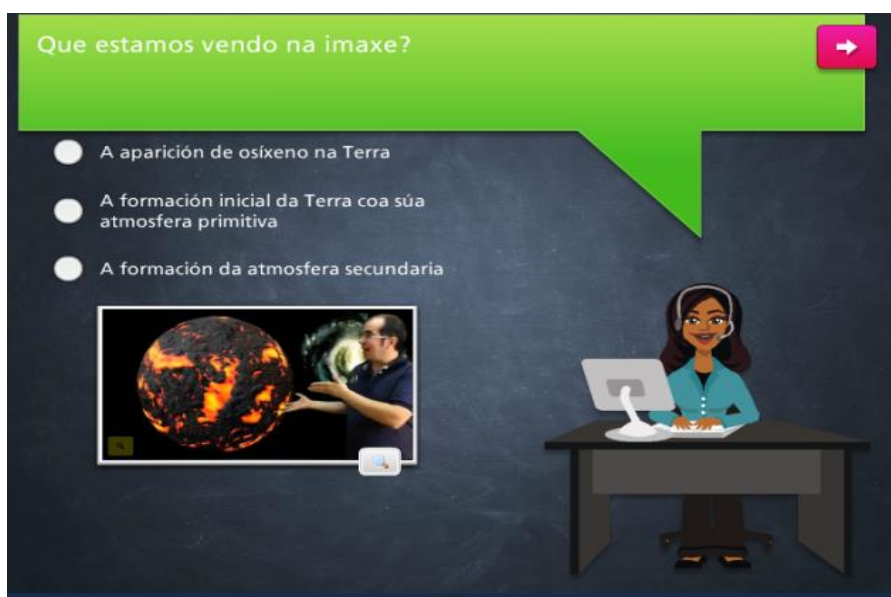 Que estamos vendo na imaxe?
A aparición de osíxeno na Terra
A formación inicial da Terra coa súa
atmosfera primitiva
A formación da atmosfera secundaria